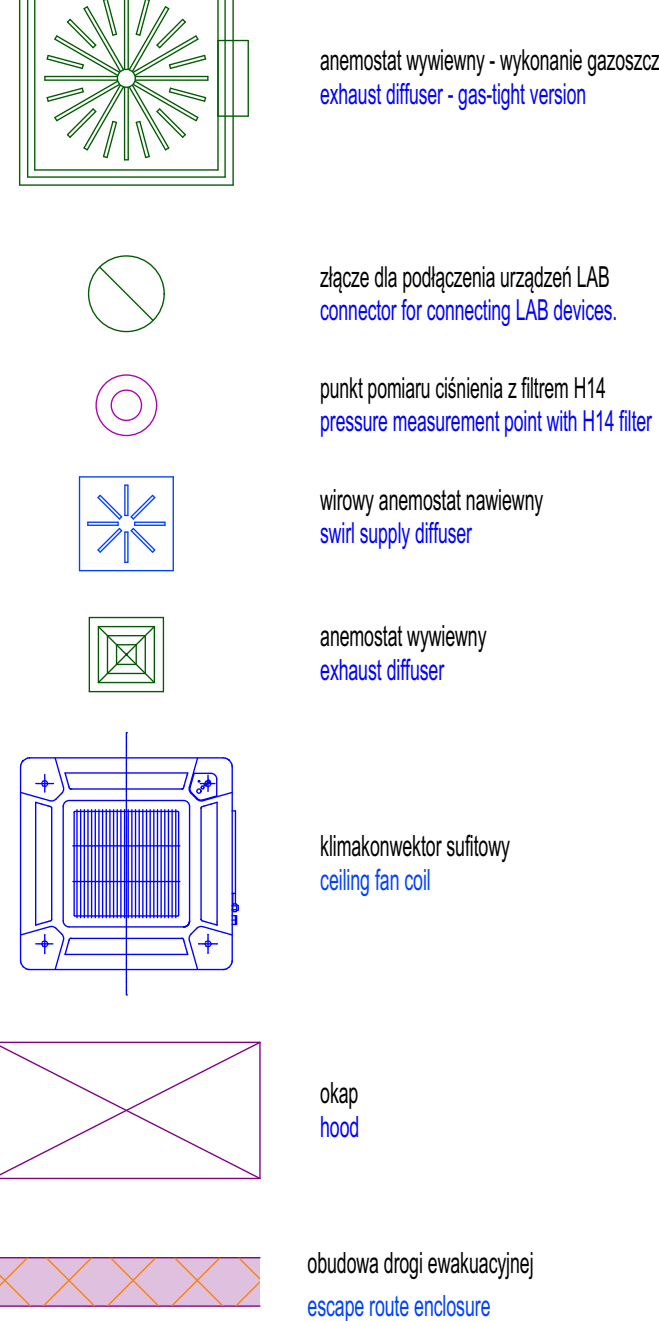 anemostat wywiewny - wykonanie gazoszcz
exhaust diffuser - gas-tight version
złącze dla podłączenia urządzeń LAB
connector for connecting LAB devices.
punkt pomiaru ciśnienia z filtrem H14
pressure measurement point with H14 filter
wirowy anemostat nawiewny
swirl supply diffuser
anemostat wywiewny
exhaust diffuser
klimakonwektor sufitowy
ceiling fan coil
okap
hood
obudowa drogi ewakuacyjnej
escape route enclosure